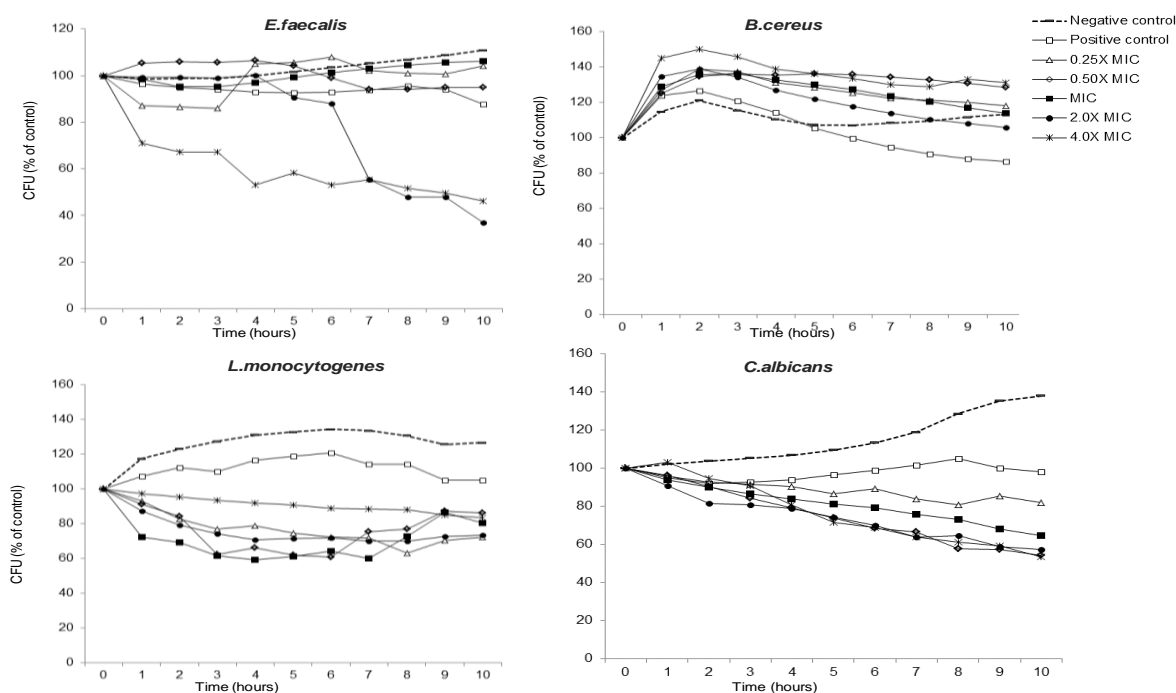 E.faecalis
120
100
80
60
40
20
0
CFU (% of control)
0 1 2 3 4 5 6 7 8 9 10
Time (hours)
B.cereus
160
140
120
100
80
60
40
20
0
CFU (% of control)
0 1 2 3 4 5 6 7 8 9 10
Time (hours)
Negative control
Positive control
0.25X MIC
0.50X MIC
MIC
2.0X MIC
4.0X MIC
L.monocytogenes
160
140
120
100
80
60
40
20
0
CFU (% of control)
0 1 2 3 4 5 6 7 8 9 10
Time (hours)
C.albicans
160
140
120
100
80
60
40
20
0
CFU (% of control)
0 1 2 3 4 5 6 7 8 9 10
Time (hours)